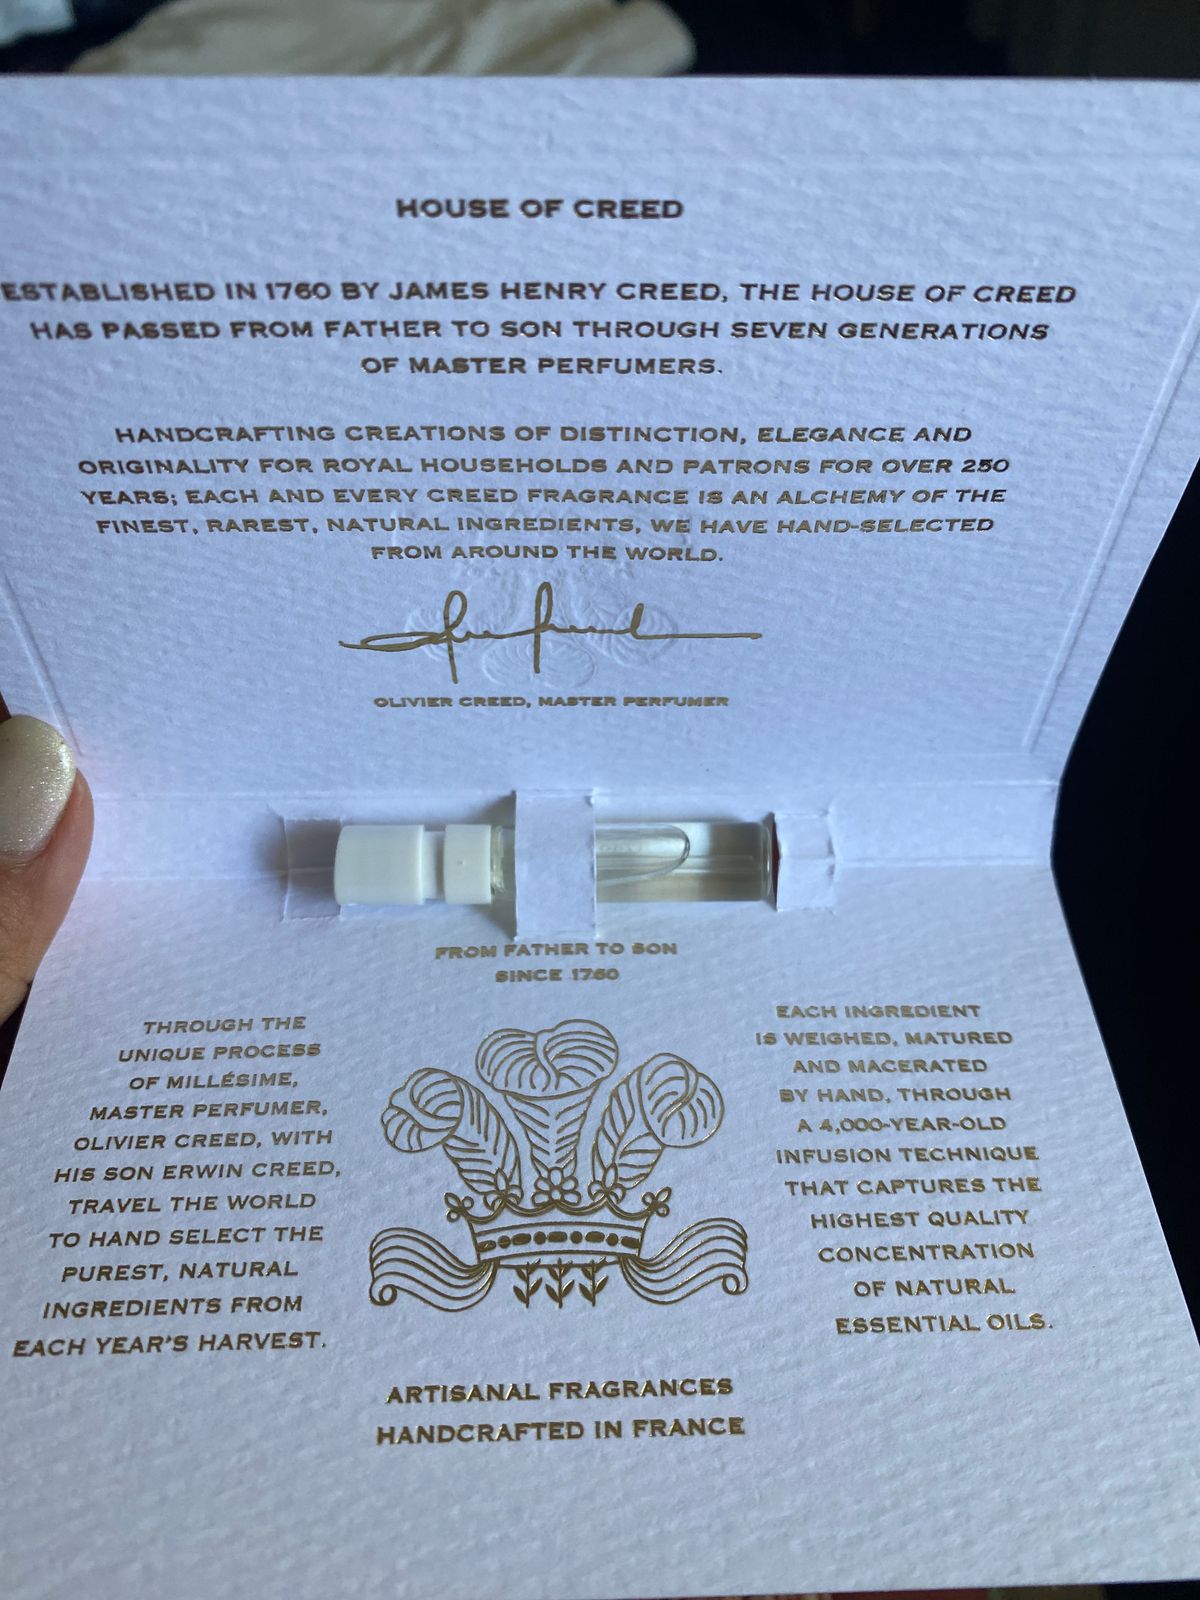 HOUSE OF CREED
ESTABLISHED IN 1760 BY JAMES HENRY CREED, THE HOUSE OF CREED
HAS PASSED FROM FATHER TO SON THROUGH SEVEN GENERATIONS
OF MASTER PERFUMERS.
HANDCRAFTING CREATIONS OF DISTINCTION, ELEGANCE AND
ORIGINALITY FOR ROYAL HOUSEHOLDS AND PATRONS FOR OVER 250
YEARS; EACH AND EVERY CREED FRAGRANCE IS AN ALCHEMY OF THE
FINEST, RAREST, NATURAL INGREDIENTS, WE HAVE HAND-SELECTED
FROM AROUND THE WORLD.
OLIVIER CREED, MASTER PERFUMER
FROM FATHER TO SON
SINCE 1760
THROUGH THE
UNIQUE PROCESS
OF MILLÉSIME,
MASTER PERFUMER,
OLIVIER CREED, WITH
HIS SON ERWIN CREED,
TRAVEL THE WORLD
TO HAND SELECT THE
PUREST, NATURAL
INGREDIENTS FROM
EACH YEAR'S HARVEST.
EACH INGREDIENT
IS WEIGHED, MATURED
AND MACERATED
BY HAND, THROUGH
A 4,000-YEAR-OLD
INFUSION TECHNIQUE
THAT CAPTURES THE
HIGHEST QUALITY
CONCENTRATION
OF NATURAL
ESSENTIAL OILS.
ARTISANAL FRAGRANCES
HANDCRAFTED IN FRANCE